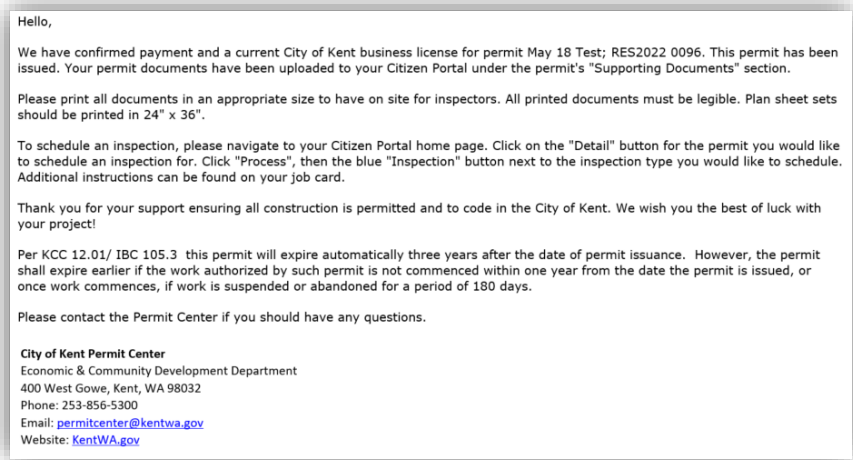 Hello,
We have confirmed payment and a current City of Kent business license for permit May 18 Test; RES2022 0096. This permit has been
issued. Your permit documents have been uploaded to your Citizen Portal under the permit's "Supporting Documents" section.
Please print all documents in an appropriate size to have on site for inspectors. All printed documents must be legible. Plan sheet sets
should be printed in 24" x 36".
To schedule an inspection, please navigate to your Citizen Portal home page. Click on the "Detail" button for the permit you would like
to schedule an inspection for. Click "Process", then the blue "Inspection" button next to the inspection type you would like to schedule.
Additional instructions can be found on your job card.
Thank you for your support ensuring all construction is permitted and to code in the City of Kent. We wish you the best of luck with
your project!
Per KCC 12.01/ IBC 105.3  this permit will expire automatically three years after the date of permit issuance.  However, the permit
shall expire earlier if the work authorized by such permit is not commenced within one year from the date the permit is issued, or
once work commences, if work is suspended or abandoned for a period of 180 days.
Please contact the Permit Center if you should have any questions.
City of Kent Permit Center
Economic & Community Development Department
400 West Gowe, Kent, WA 98032
Phone: 253-856-5300
Email: permitcenter@kentwa.gov
Website: KentWA.gov